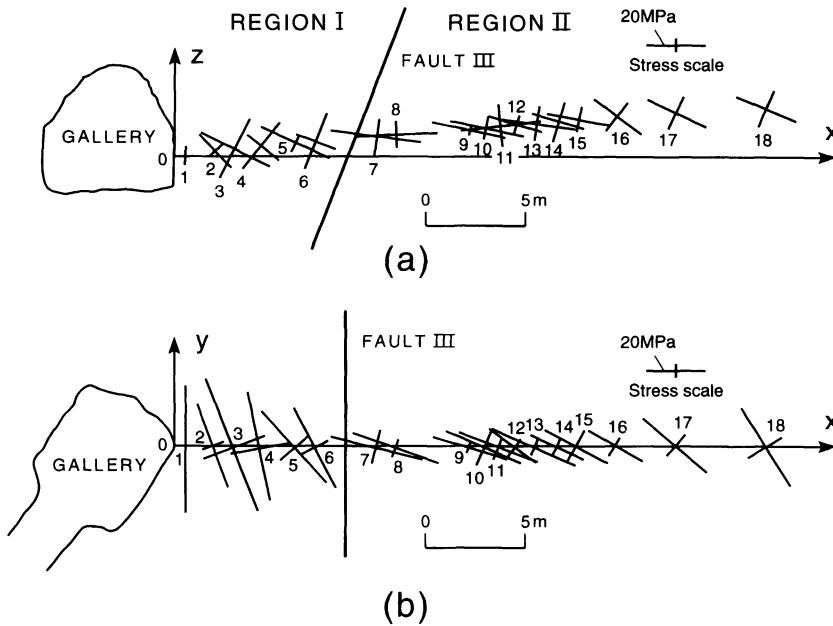 REGION I
REGION II
20MPa
Stress scale
z
FAULT III
GALLERY
0
x
1
2
3
4
5
6
7
8
9
10
11
12
13
14
15
16
17
18
0
5 m
(a)
y
FAULT III
20MPa
Stress scale
x
0
GALLERY
1
2
3
4
5
6
7
8
9
10
11
12
13
14
15
16
17
18
0
5 m
(b)